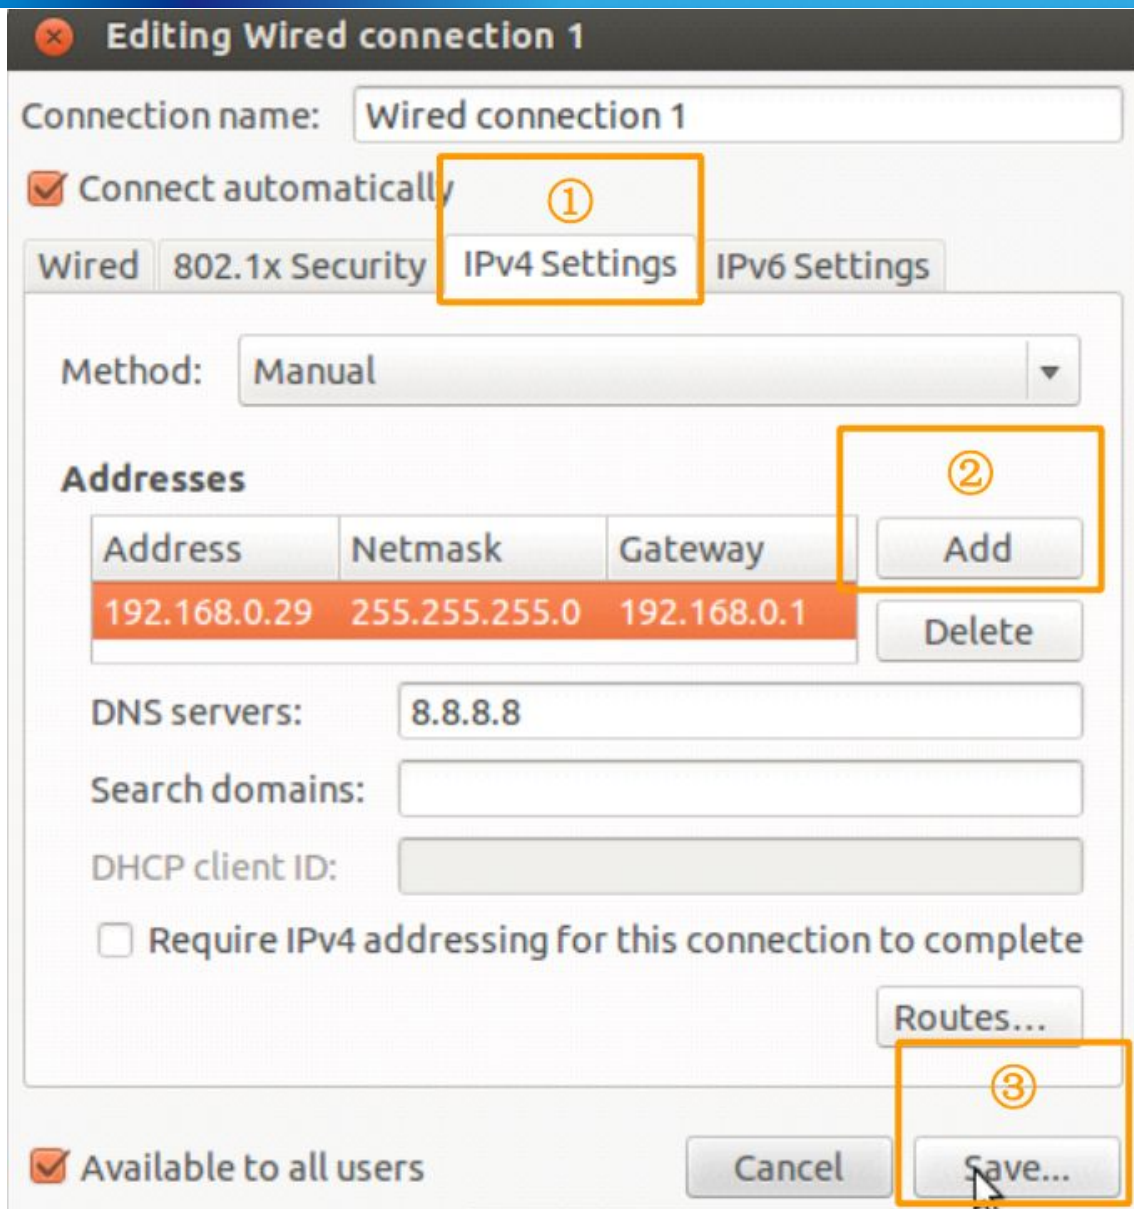 Editing Wired connection 1
Connection name: Wired connection 1
Connect automatically
①
Wired 802.1x Security IPv4 Settings IPv6 Settings
Method: Manual
②
Addresses
Address Netmask Gateway Add
192.168.0.29 255.255.255.0 192.168.0.1
Delete
DNS servers: 8.8.8.8
Search domains:
DHCP client ID:
Require IPv4 addressing for this connection to complete
Routes...
③
Available to all users Cancel Save...